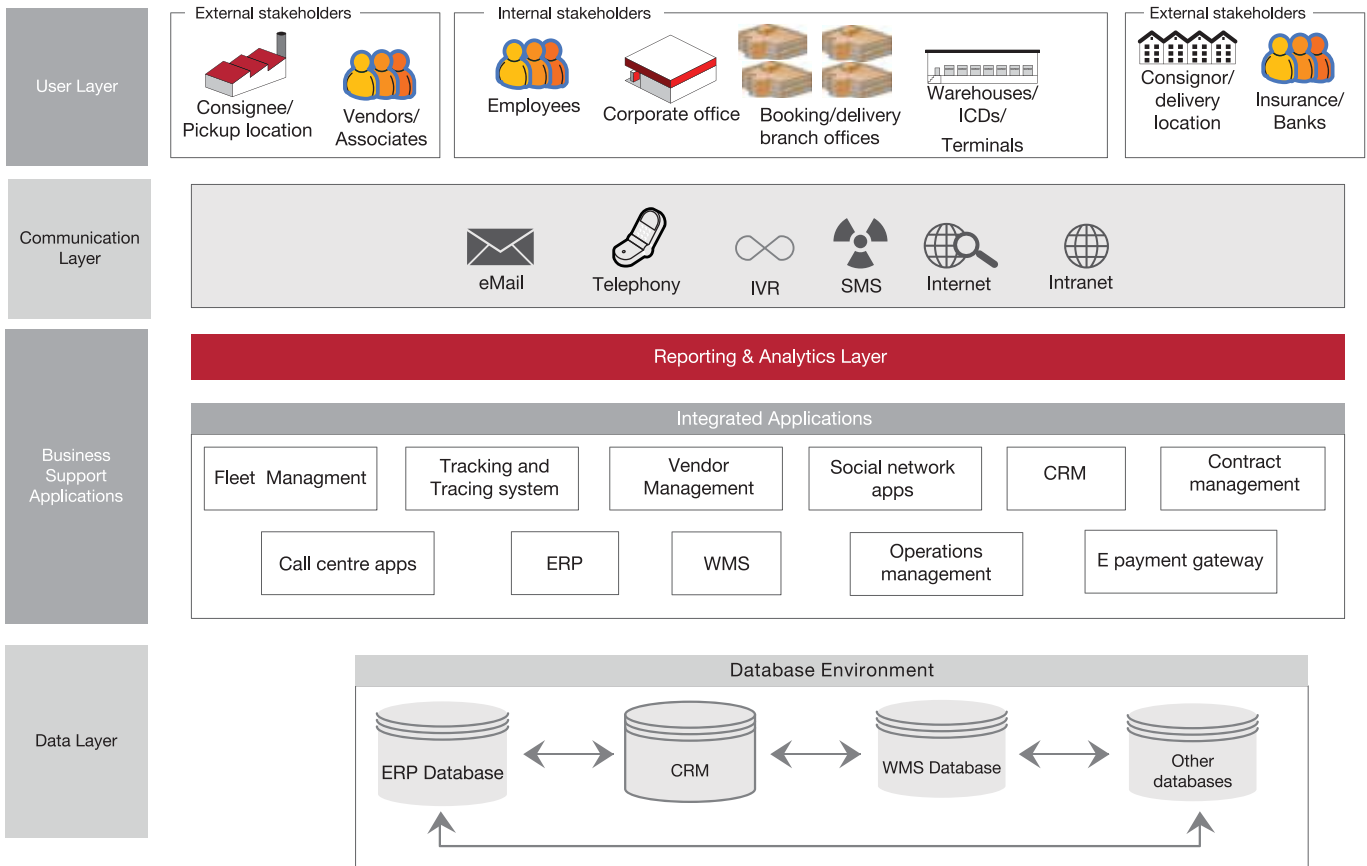 User Layer
External stakeholders
Consignee/
Pickup location
Vendors/
Associates
Internal stakeholders
Employees
Corporate office
Booking/delivery
branch offices
Warehouses/
ICDs/
Terminals
External stakeholders
Consignor/
delivery
location
Insurance/
Banks
Communication
Layer
eMail
Telephony
IVR
SMS
Internet
Intranet
Business
Support
Applications
Reporting & Analytics Layer
Integrated Applications
Fleet Managment
Tracking and
Tracing system
Vendor
Management
Social network
apps
CRM
Contract
management
Call centre apps
ERP
WMS
Operations
management
E payment gateway
Data Layer
Database Environment
ERP Database
CRM
WMS Database
Other
databases